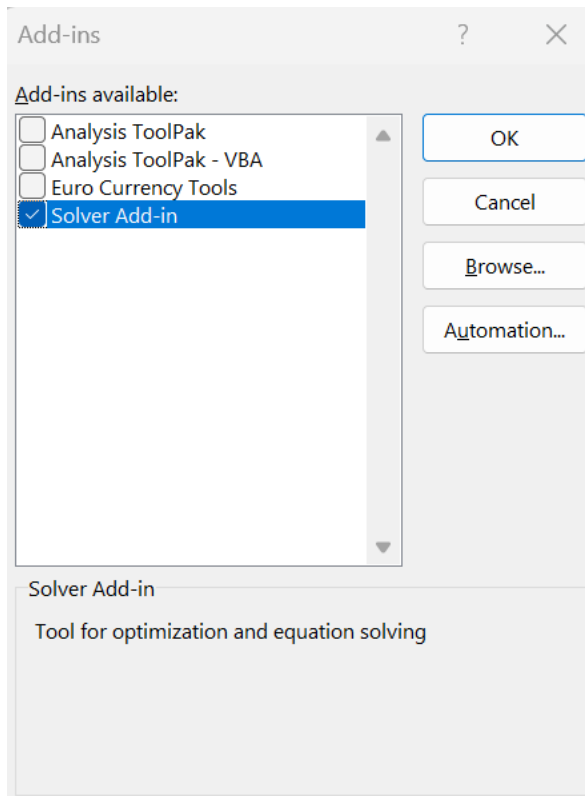 Add-ins ?
Add-ins available:
Analysis ToolPak
Analysis ToolPak - VBA
Euro Currency Tools
Solver Add-in
OK
Cancel
Browse...
Automation...
Solver Add-in
Tool for optimization and equation solving